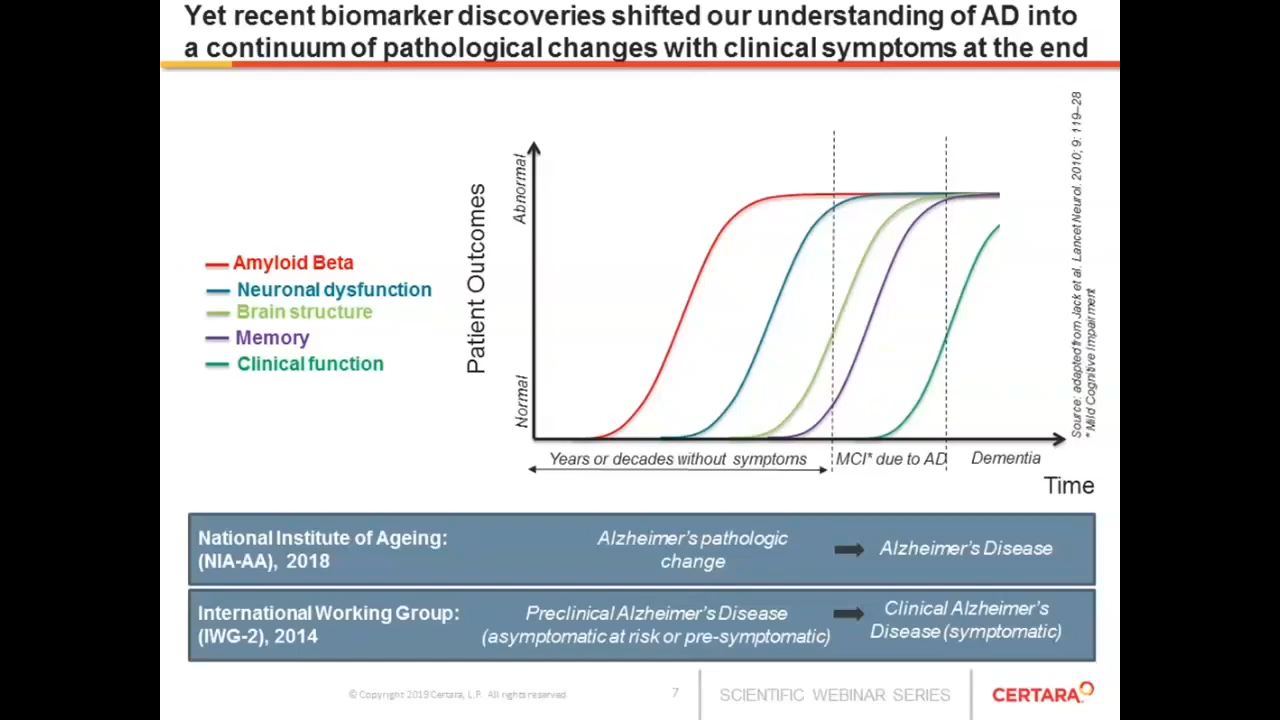 Yet recent biomarker discoveries shifted our understanding of AD into
a continuum of pathological changes with clinical symptoms at the end
Amyloid Beta
Neuronal dysfunction
Brain structure
Memory
Clinical function
Patient Outcomes
Abnormal
Normal
Years or decades without symptoms
MCI* due to AD
Dementia
Time
Source: adapted from Jack et al. Lancet Neurol. 2010; 9: 119–28
* Mild Cognitive Impairment
National Institute of Ageing:
(NIA-AA), 2018
Alzheimer's pathologic
change
Alzheimer's Disease
International Working Group:
(IWG-2), 2014
Preclinical Alzheimer's Disease
(asymptomatic at risk or pre-symptomatic)
Clinical Alzheimer's
Disease (symptomatic)
© Copyright 2019 Certara, L.P. All rights reserved
7
SCIENTIFIC WEBINAR SERIES
CERTARA